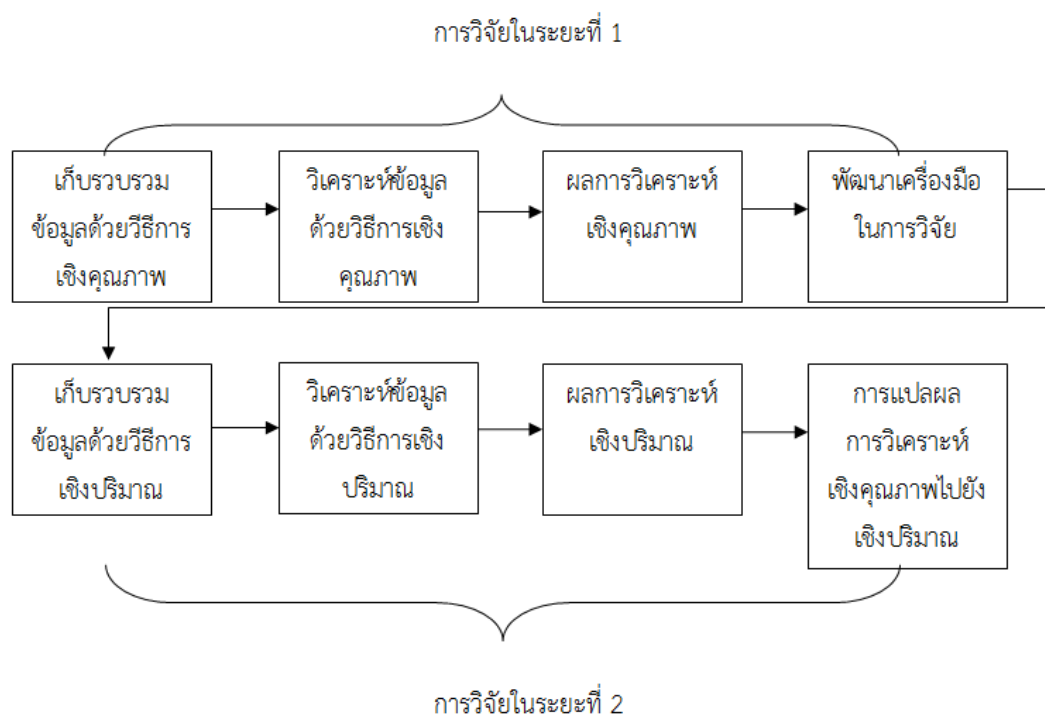 การวิจัยในระยะที่ 1
เก็บรวบรวม
ข้อมูลด้วยวีธีการ
เชิงคุณภาพ
วิเคราะห์ข้อมูล
ด้วยวิธีการเชิง
คุณภาพ
ผลการวิเคราะห์
เชิงคุณภาพ
พัฒนาเครื่องมือ
ในการวิจัย
เก็บรวบรวม
ข้อมูลด้วยวีธีการ
เชิงปริมาณ
วิเคราะห์ข้อมูล
ด้วยวิธีการเชิง
ปริมาณ
ผลการวิเคราะห์
เชิงปริมาณ
การแปลผล
การวิเคราะห์
เชิงคุณภาพไปยัง
เชิงปริมาณ
การวิจัยในระยะที่ 2